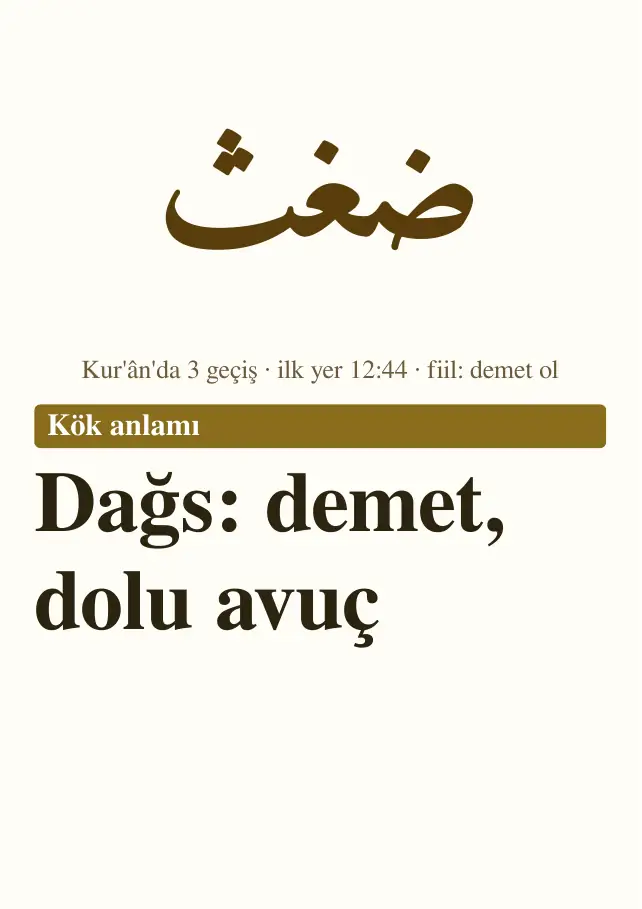 ضغث
Kur'ân'da 3 geçiş · ilk yer 12:44 · fiil: demet ol
Kök anlamı
Dağs: demet,
dolu avuç